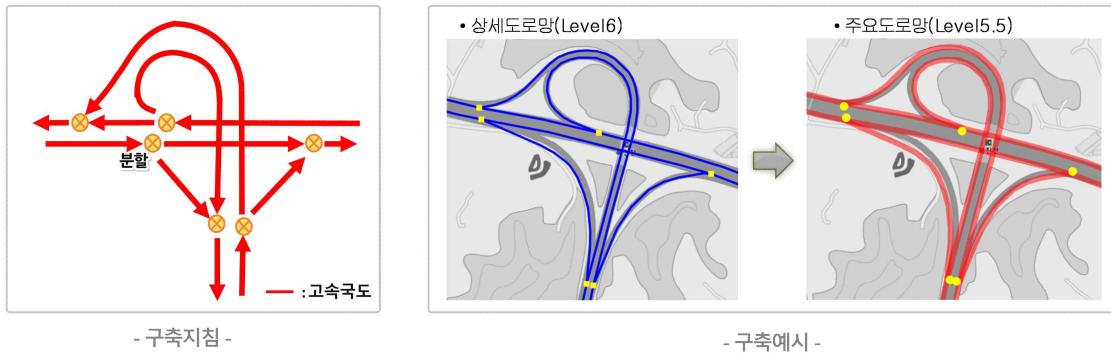 • 상세도로망(Level6)
• 주요도로망(Level5.5)
분할
: 고속국도
- 구축지침 -
- 구축예시 -